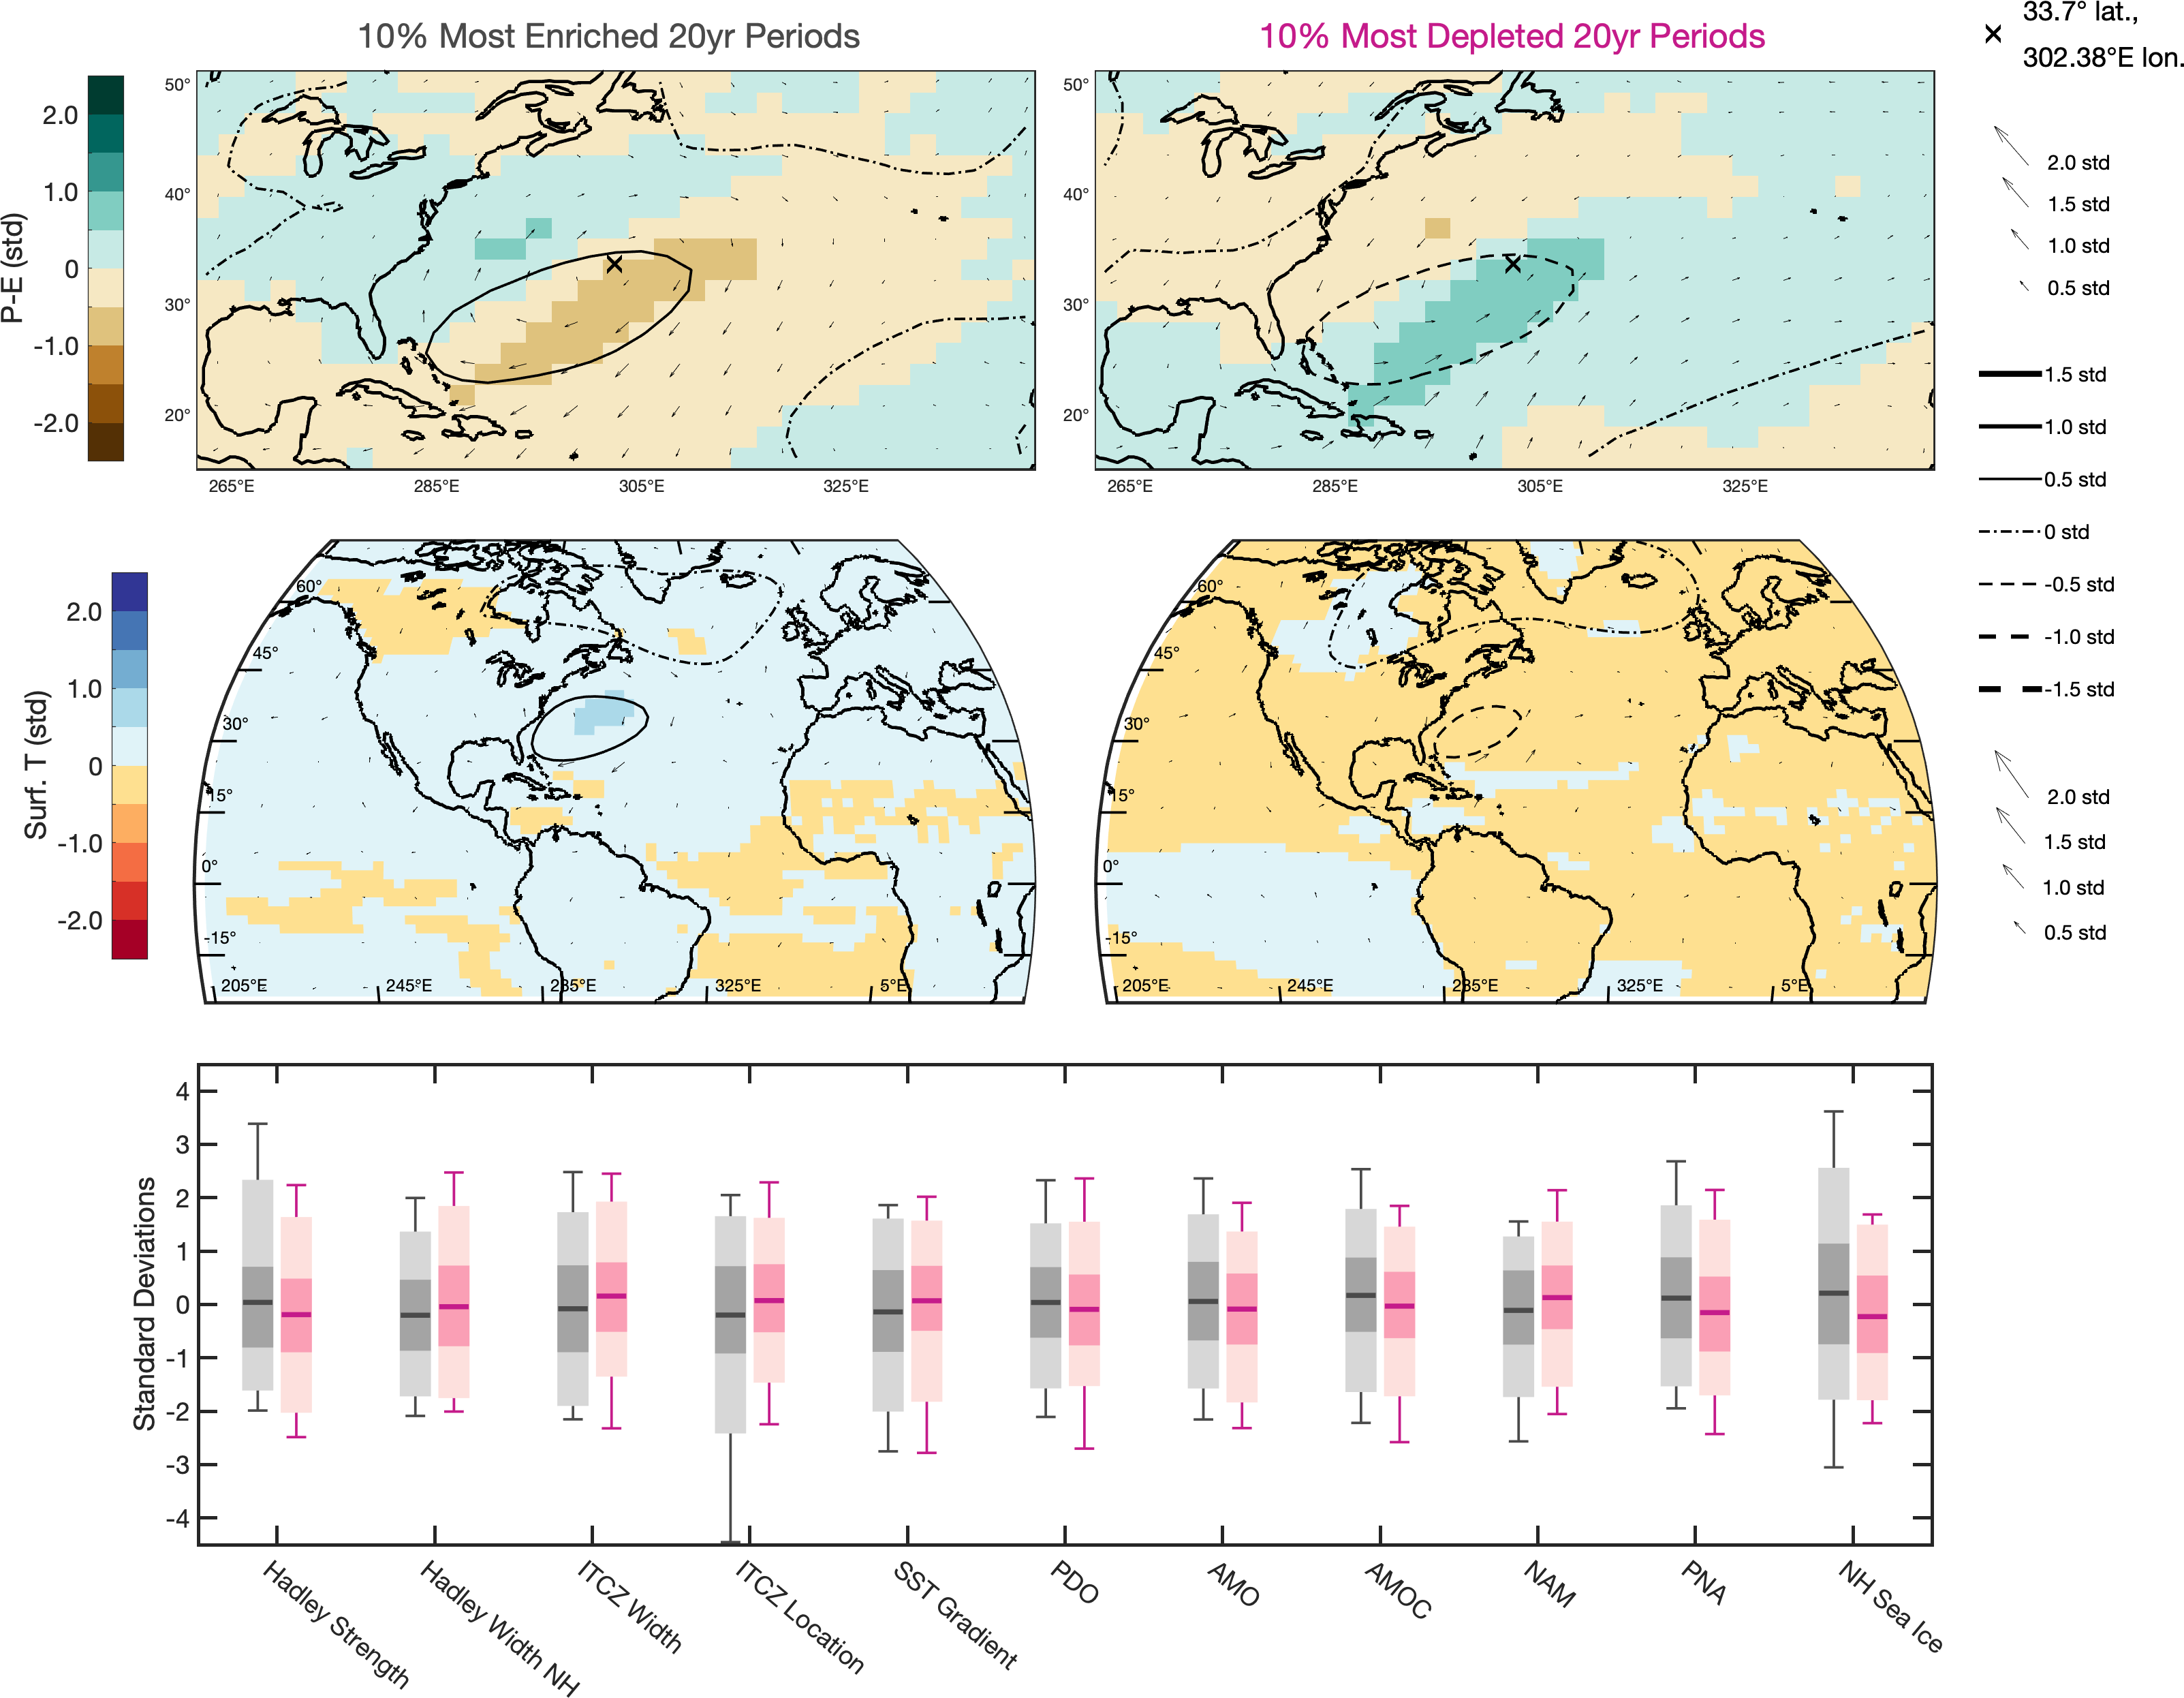 10% Most Enriched 20yr Periods
10% Most Depleted 20yr Periods
33.7° lat.,
302.38°E lon.
P-E (std)
2.0
1.0
0
-1.0
-2.0
50°
40°
30°
20°
265°E 285°E 305°E 325°E
50°
40°
30°
20°
265°E 285°E 305°E 325°E
2.0 std
1.5 std
1.0 std
0.5 std
1.5 std
1.0 std
0.5 std
0 std
-0.5 std
-1.0 std
-1.5 std
Surf. T (std)
2.0
1.0
0
-1.0
-2.0
60°
45°
30°
15°
0°
-15°
205°E 245°E 285°E 325°E 5°E
60°
45°
30°
15°
0°
-15°
205°E 245°E 285°E 325°E 5°E
2.0 std
1.5 std
1.0 std
0.5 std
Standard Deviations
4
3
2
1
0
-1
-2
-3
-4
Hadley Strength
Hadley Width NH
ITCZ Width
ITCZ Location
SST Gradient
PDO
AMO
AMOC
NAM
PNA
NH Sea Ice